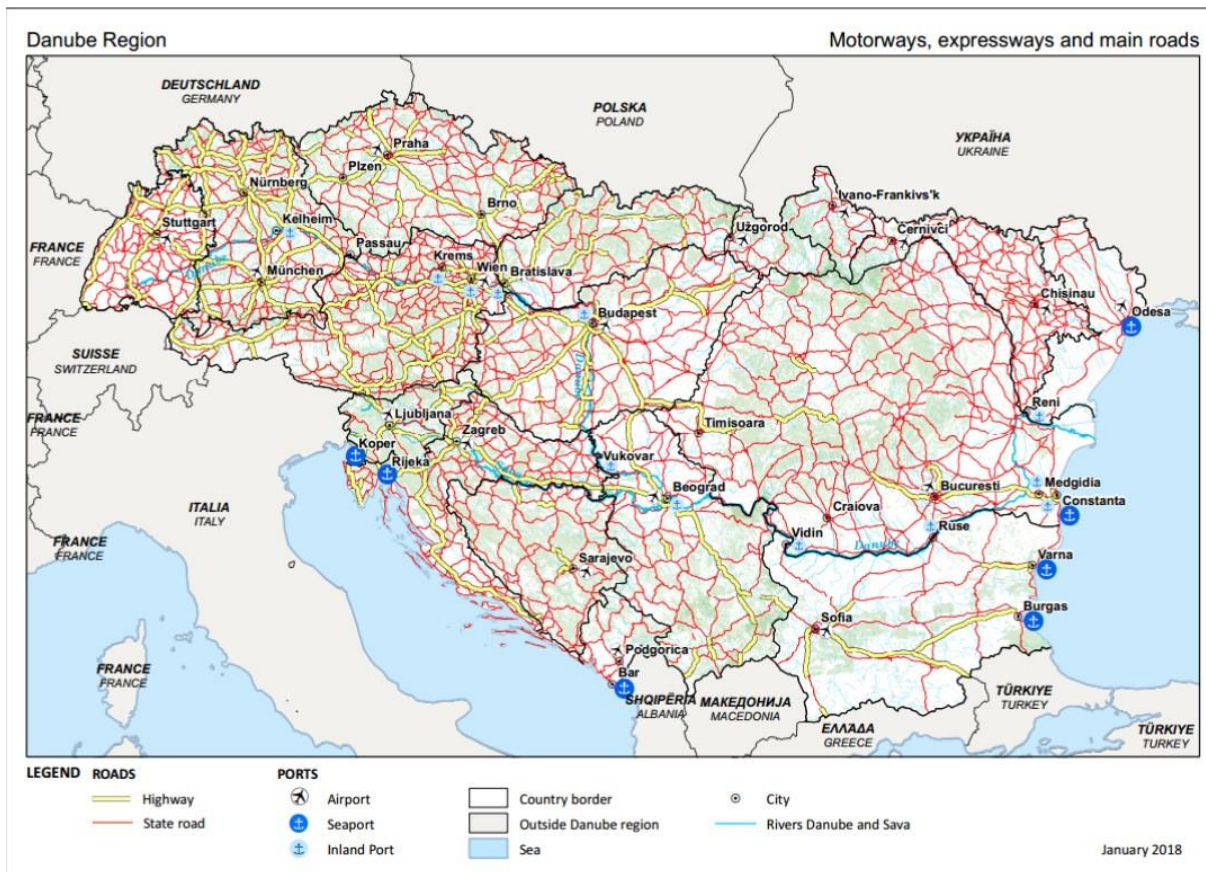 Danube Region
Motorways, expressways and main roads
DEUTSCHLAND
GERMANY
POLSKA
POLAND
УКРАЇНА
UKRAINE
Praha
Plzen
Nürnberg
Brno
Ivano-Frankivs'k
Stuttgart
Kelheim
Užgorod
Černivci
FRANCE
FRANCE
Passau
Krems
Wien
Bratislava
Danube
München
Chisinau
Budapest
Odesa
SUISSE
SWITZERLAND
Danube
FRANCE
FRANCE
Ljubljana
Zagreb
Timisoara
Reni
Koper
Rijeka
Vukovar
Beograd
Bucuresti
Medgidia
Constanta
ITALIA
ITALY
Craiova
Ruse
Vidin
Danube
FRANCE
FRANCE
Sarajevo
Varna
Burgas
Sofia
Podgorica
Bar
FRANCE
FRANCE
SHQIPËRIA
ALBANIA
МАКЕДОНИЈА
MACEDONIA
ΕΛΛΆΔΑ
GREECE
TÜRKIYE
TURKEY
TÜRKIYE
TURKEY
LEGEND ROADS PORTS
Highway Airport Country border City
State road Seaport Outside Danube region Rivers Danube and Sava
Inland Port Sea January 2018